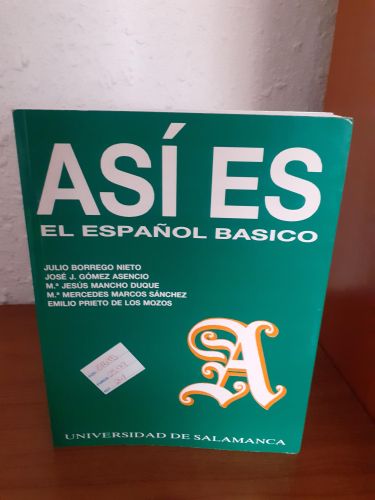 ASÍ ES
EL ESPAÑOL BASICO
JULIO BORREGO NIETO
JOSÉ J. GÓMEZ ASENCIO
M.ª JESÚS MANCHO DUQUE
M.ª MERCEDES MARCOS SÁNCHEZ
EMILIO PRIETO DE LOS MOZOS
A
UNIVERSIDAD DE SALAMANCA